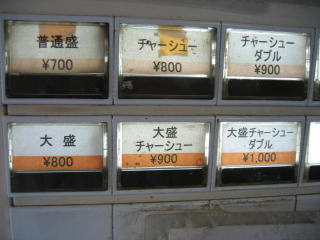 普通盛
¥700
チャーシュー
¥800
チャーシュー
ダブル
¥900
大盛
¥800
大盛
チャーシュー
¥900
大盛チャーシュー
ダブル
¥1,000